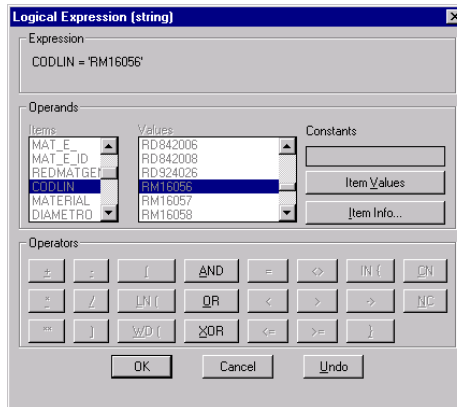 Logical Expression (string)
Expression
CODLIN = 'RM16056'
Operands
Items
Values
Constants
MAT_E_
MAT_E_ID
REDMATGEN
CODLIN
MATERIAL
DIAMETRO
RD842006
RD842008
RD924026
RM16056
RM16057
RM16058
Item Values
Item Info...
Operators
+ - ( AND = <> IN { CN
* / LN ( OR < > -> NC
** ) WD ( XOR <= >= }
OK Cancel Undo